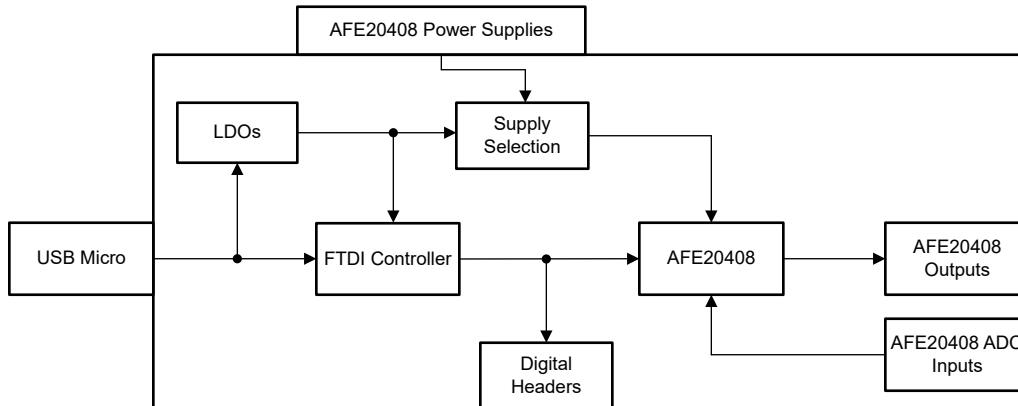 AFE20408 Power Supplies
LDOs
Supply
Selection
USB Micro
FTDI Controller
AFE20408
AFE20408
Outputs
AFE20408 ADC
Inputs
Digital
Headers